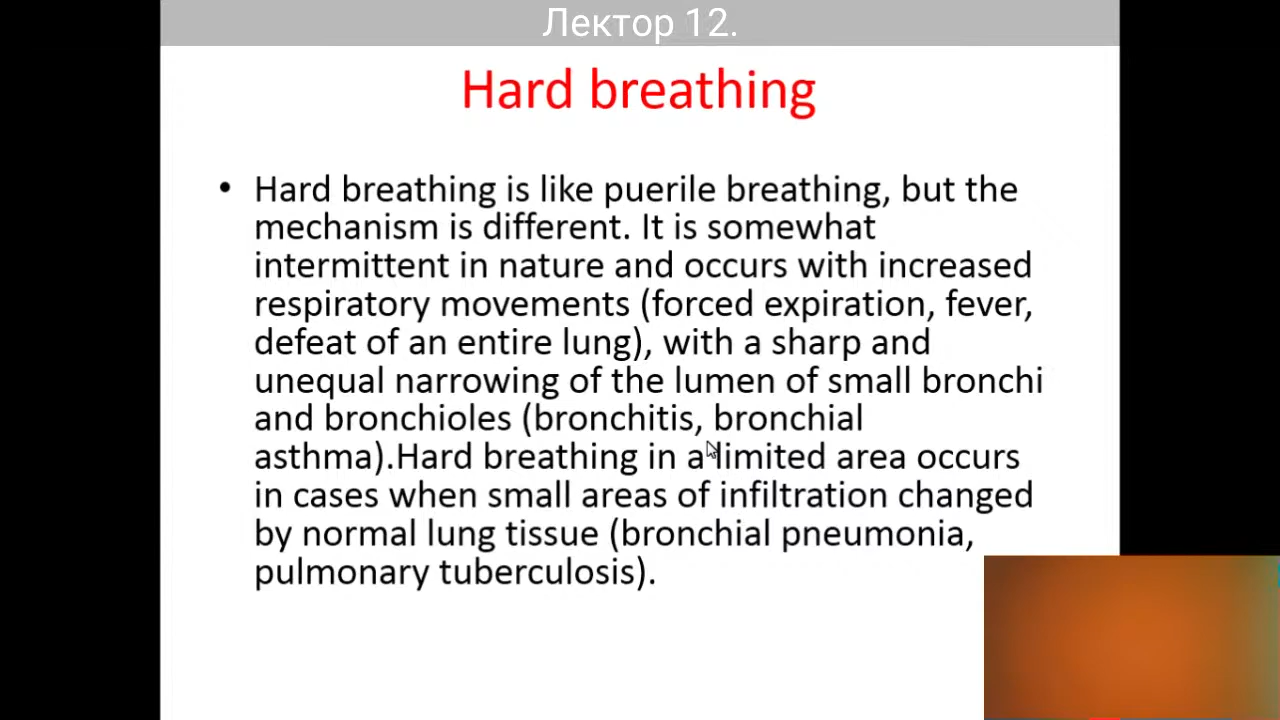 Лектор 12.
Hard breathing
• Hard breathing is like puerile breathing, but the
mechanism is different. It is somewhat
intermittent in nature and occurs with increased
respiratory movements (forced expiration, fever,
defeat of an entire lung), with a sharp and
unequal narrowing of the lumen of small bronchi
and bronchioles (bronchitis, bronchial
asthma).Hard breathing in a limited area occurs
in cases when small areas of infiltration changed
by normal lung tissue (bronchial pneumonia,
pulmonary tuberculosis).